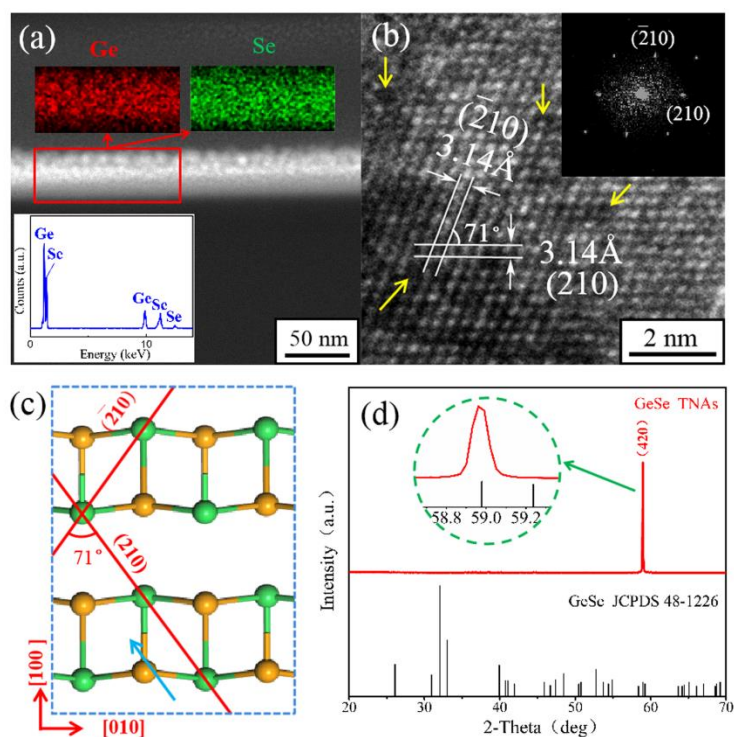 (a)
Ge
Se
Ge
Se
Ge
Se
Se
Counts (a.u.)
0
10
Energy (keV)
50 nm
(b)
(2̅10)
(210)
(2̅10)
3.14Å
71°
3.14Å
(210)
2 nm
(c)
(2̅10)
(210)
71°
[100]
[010]
(d)
GeSe TNAs
(420)
58.8 59.0 59.2
GeSe JCPDS 48-1226
Intensity (a.u.)
20 30 40 50 60 70
2-Theta (deg)